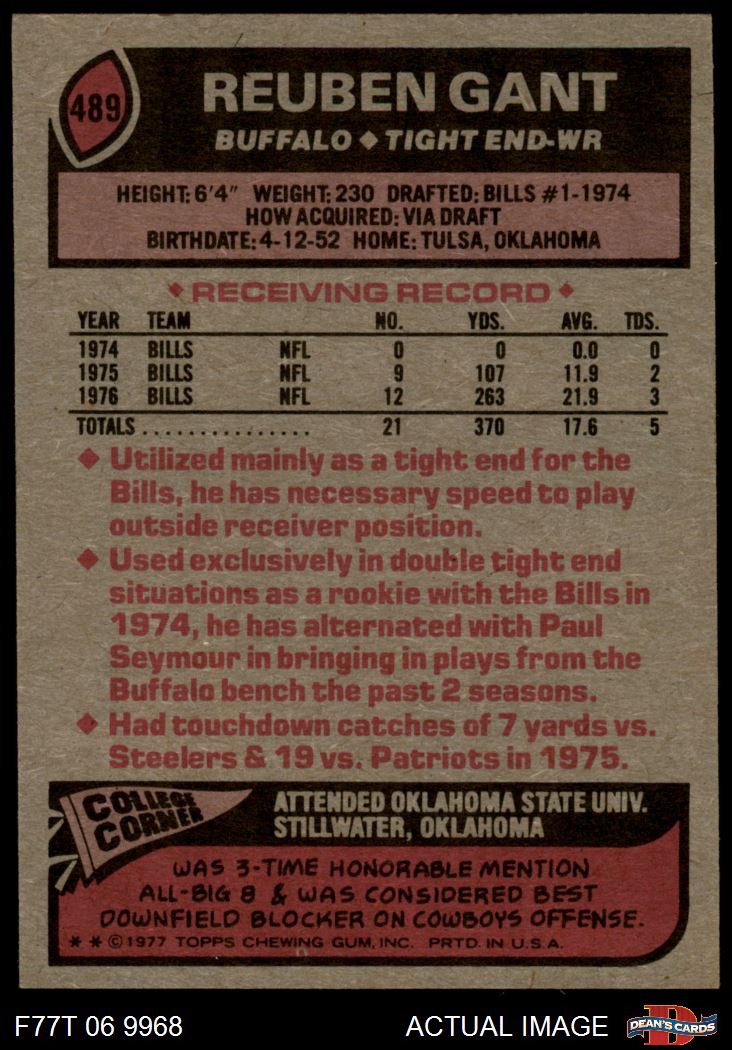 489
REUBEN GANT
BUFFALO ◆ TIGHT END-WR
HEIGHT: 6'4" WEIGHT: 230 DRAFTED: BILLS #1-1974
HOW ACQUIRED: VIA DRAFT
BIRTHDATE: 4-12-52 HOME: TULSA, OKLAHOMA
◆ RECEIVING RECORD ◆
YEAR TEAM NO. YDS. AVG. TDS.
1974 BILLS NFL 0 0 0.0 0
1975 BILLS NFL 9 107 11.9 2
1976 BILLS NFL 12 263 21.9 3
TOTALS ............... 21 370 17.6 5
◆ Utilized mainly as a tight end for the
Bills, he has necessary speed to play
outside receiver position.
◆ Used exclusively in double tight end
situations as a rookie with the Bills in
1974, he has alternated with Paul
Seymour in bringing in plays from the
Buffalo bench the past 2 seasons.
◆ Had touchdown catches of 7 yards vs.
Steelers & 19 vs. Patriots in 1975.
COLLEGE
CORNER
ATTENDED OKLAHOMA STATE UNIV.
STILLWATER, OKLAHOMA
WAS 3-TIME HONORABLE MENTION
ALL-BIG 8 & WAS CONSIDERED BEST
DOWNFIELD BLOCKER ON COWBOYS OFFENSE.
* * © 1977 TOPPS CHEWING GUM, INC. PRTD. IN U.S.A.
F77T 06 9968 ACTUAL IMAGE DEAN'S CARDS